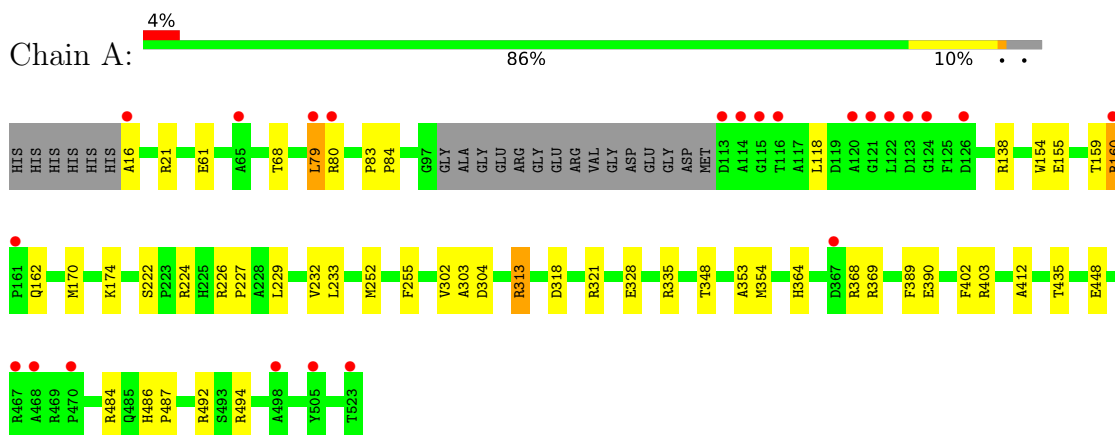 4%
Chain A:
86% 10% • •
HIS HIS HIS HIS HIS HIS A16 R21 E61 A65 T68 L79 R80 P83 P84 G97 GLY ALA GLY GLU ARG GLY GLU ARG VAL GLY ASP GLU GLY ASP MET D113 A114 G115 T116 A117 L118 D119 A120 G121 L122 D123 G124 F125 D126 R138 W154 E155 T159 R160
P161 Q162 M170 K174 S222 P223 R224 H225 R226 P227 A228 L229 V232 L233 M252 F255 V302 A303 D304 R313 D318 R321 E328 R335 T348 A353 M354 H364 D367 R368 R369 F389 E390 F402 R403 A412 T435 E448
R467 A468 R469 P470 R484 Q485 H486 P487 R492 S493 R494 A498 Y505 T523